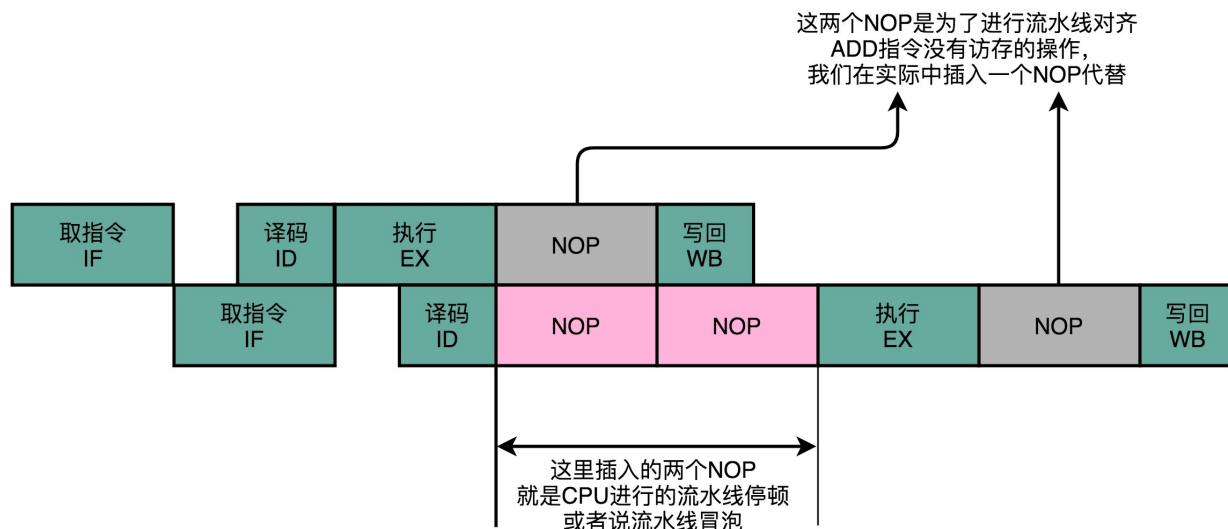 这两个NOP是为了进行流水线对齐
ADD指令没有访存的操作，
我们在实际中插入一个NOP代替
取指令
IF
译码
ID
执行
EX
NOP
写回
WB
取指令
IF
译码
ID
NOP
NOP
执行
EX
NOP
写回
WB
这里插入的两个NOP
就是CPU进行的流水线停顿
或者说流水线冒泡